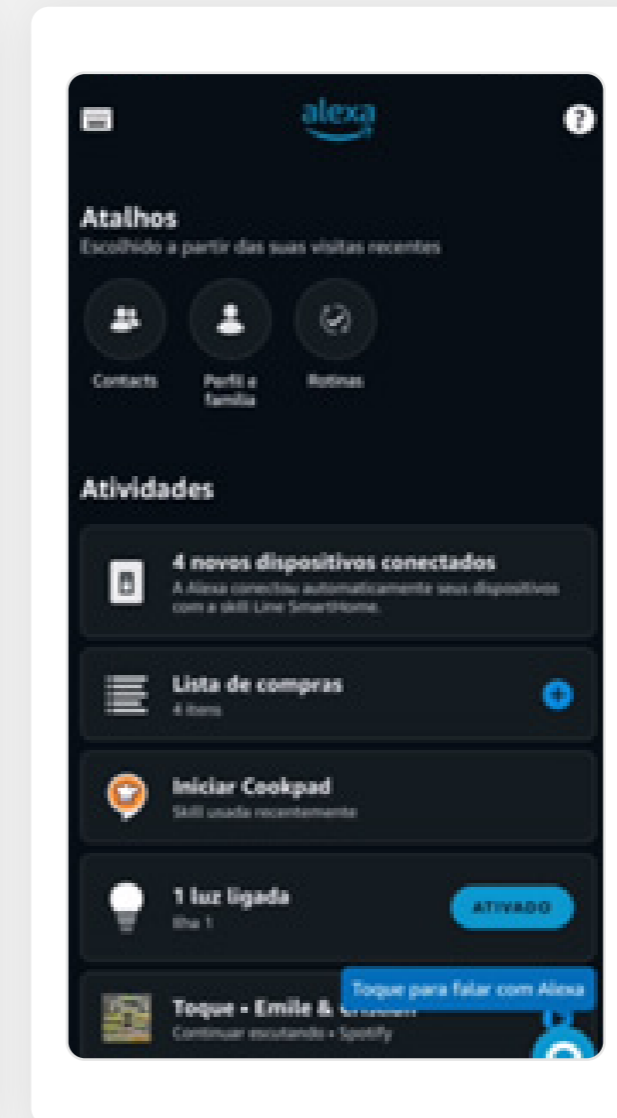 alexa
?
Atalhos
Escolhido a partir das suas visitas recentes
Contacts
Perfil e
família
Rotinas
Atividades
4 novos dispositivos conectados
A Alexa conectou automaticamente seus dispositivos
com a skill Line SmartHome.
Lista de compras
4 itens
Iniciar Cookpad
Skill usada recentemente
1 luz ligada
Ilha 1
ATIVADO
Toque para falar com Alexa
Toque • Emile &
Continuar escutando • Spotify